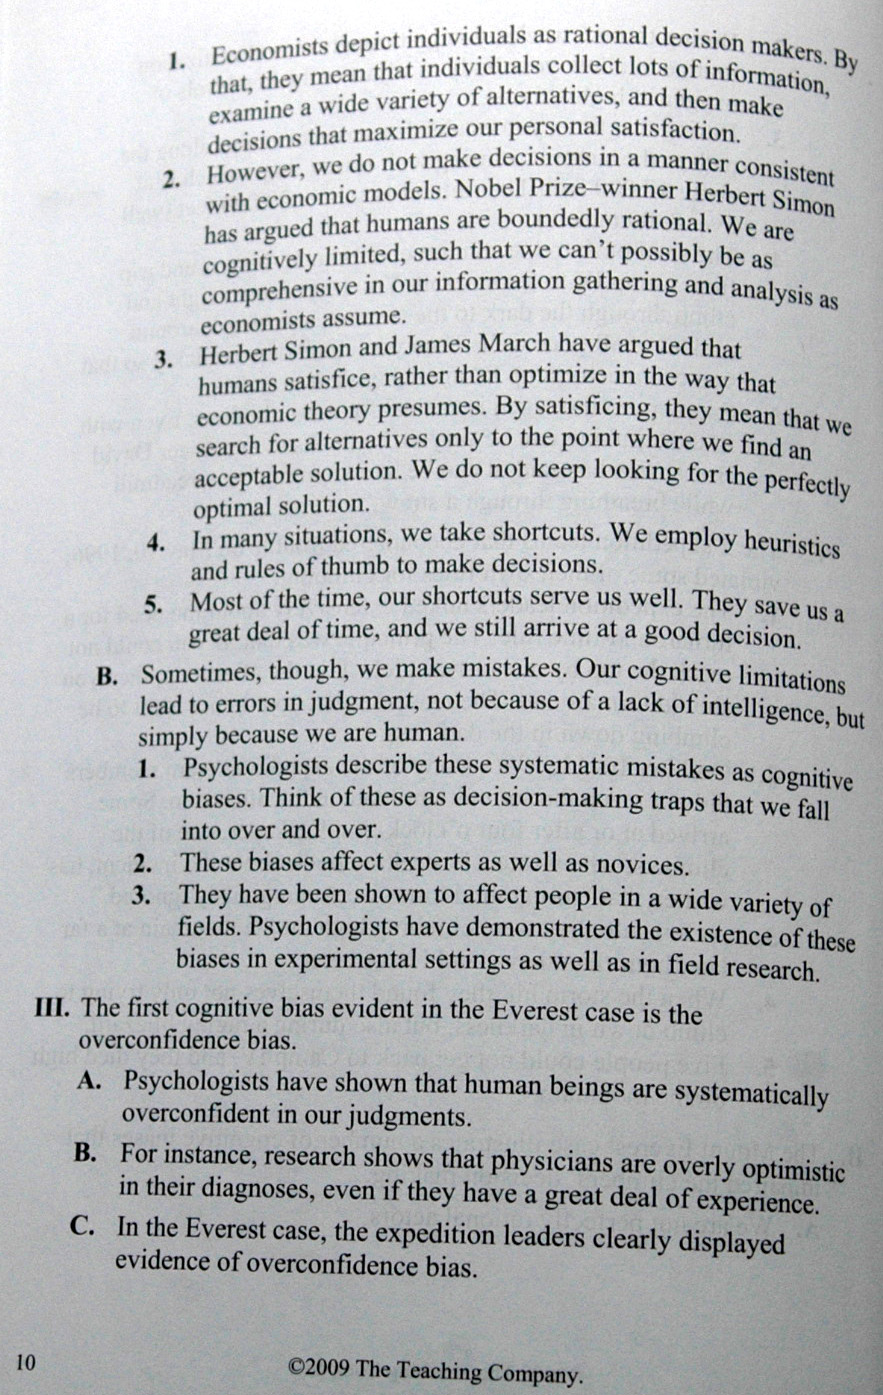 1. Economists depict individuals as rational decision makers. By
that, they mean that individuals collect lots of information,
examine a wide variety of alternatives, and then make
decisions that maximize our personal satisfaction.
2. However, we do not make decisions in a manner consistent
with economic models. Nobel Prize–winner Herbert Simon
has argued that humans are boundedly rational. We are
cognitively limited, such that we can't possibly be as
comprehensive in our information gathering and analysis as
economists assume.
3. Herbert Simon and James March have argued that
humans satisfice, rather than optimize in the way that
economic theory presumes. By satisficing, they mean that we
search for alternatives only to the point where we find an
acceptable solution. We do not keep looking for the perfectly
optimal solution.
4. In many situations, we take shortcuts. We employ heuristics
and rules of thumb to make decisions.
5. Most of the time, our shortcuts serve us well. They save us a
great deal of time, and we still arrive at a good decision.
B. Sometimes, though, we make mistakes. Our cognitive limitations
lead to errors in judgment, not because of a lack of intelligence, but
simply because we are human.
1. Psychologists describe these systematic mistakes as cognitive
biases. Think of these as decision-making traps that we fall
into over and over.
2. These biases affect experts as well as novices.
3. They have been shown to affect people in a wide variety of
fields. Psychologists have demonstrated the existence of these
biases in experimental settings as well as in field research.
III. The first cognitive bias evident in the Everest case is the
overconfidence bias.
A. Psychologists have shown that human beings are systematically
overconfident in our judgments.
B. For instance, research shows that physicians are overly optimistic
in their diagnoses, even if they have a great deal of experience.
C. In the Everest case, the expedition leaders clearly displayed
evidence of overconfidence bias.
10
©2009 The Teaching Company.